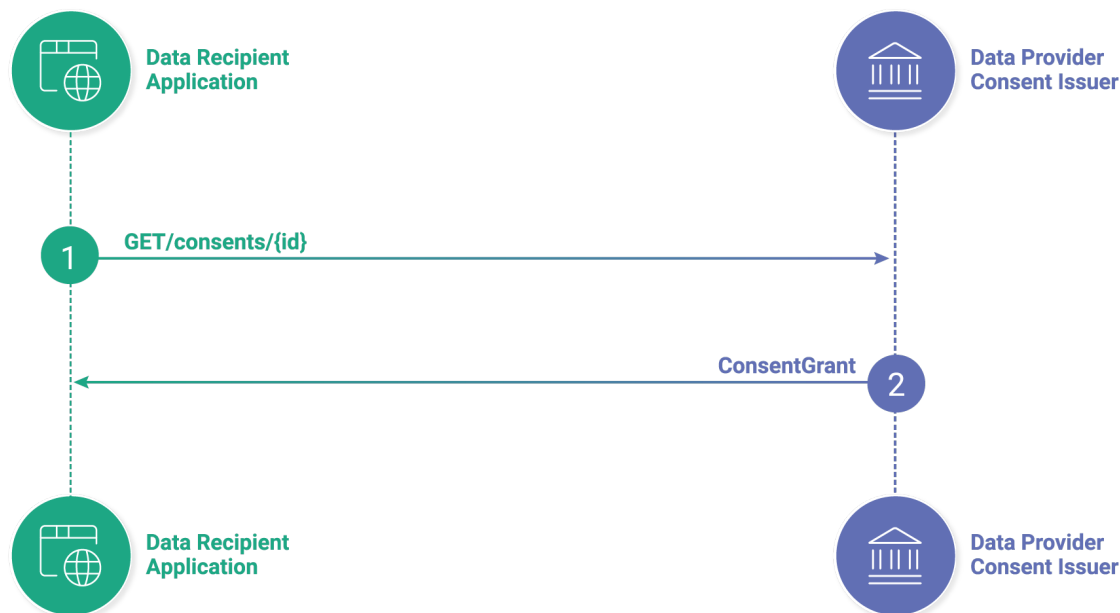 Data Recipient
Application
Data Provider
Consent Issuer
1
GET/consents/{id}
ConsentGrant
2
Data Recipient
Application
Data Provider
Consent Issuer